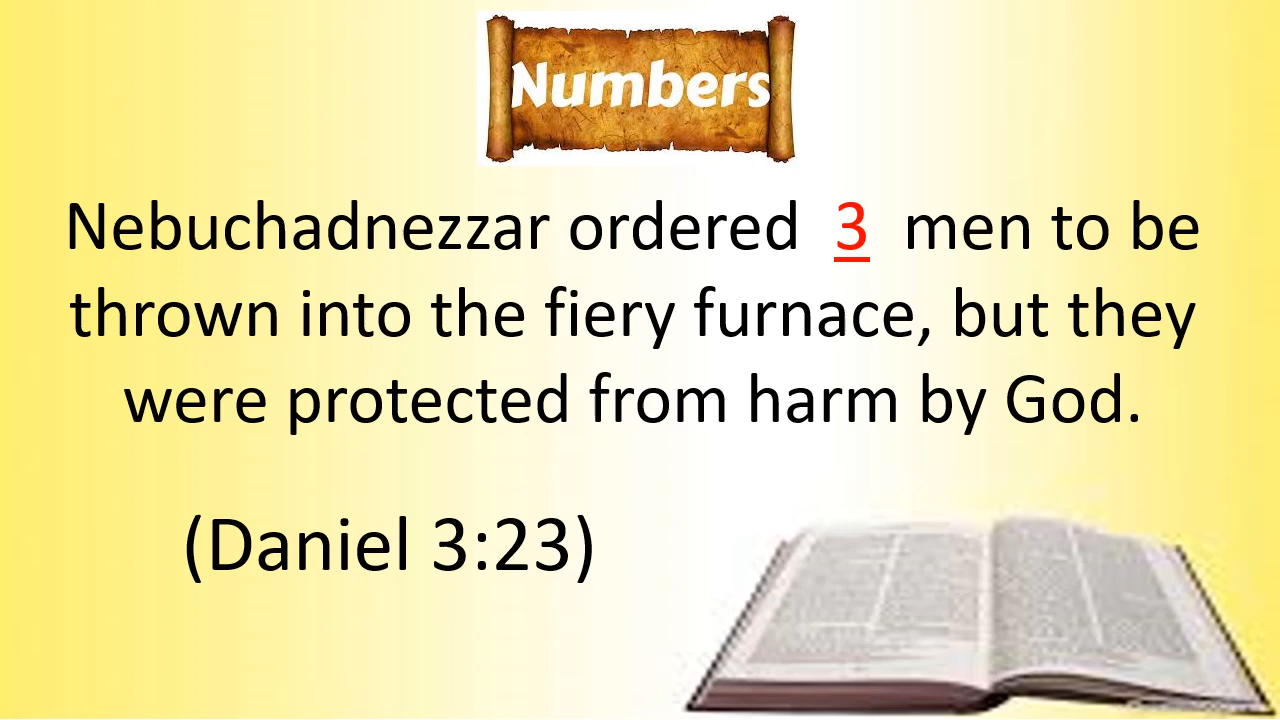 Numbers
Nebuchadnezzar ordered 3 men to be
thrown into the fiery furnace, but they
were protected from harm by God.
(Daniel 3:23)